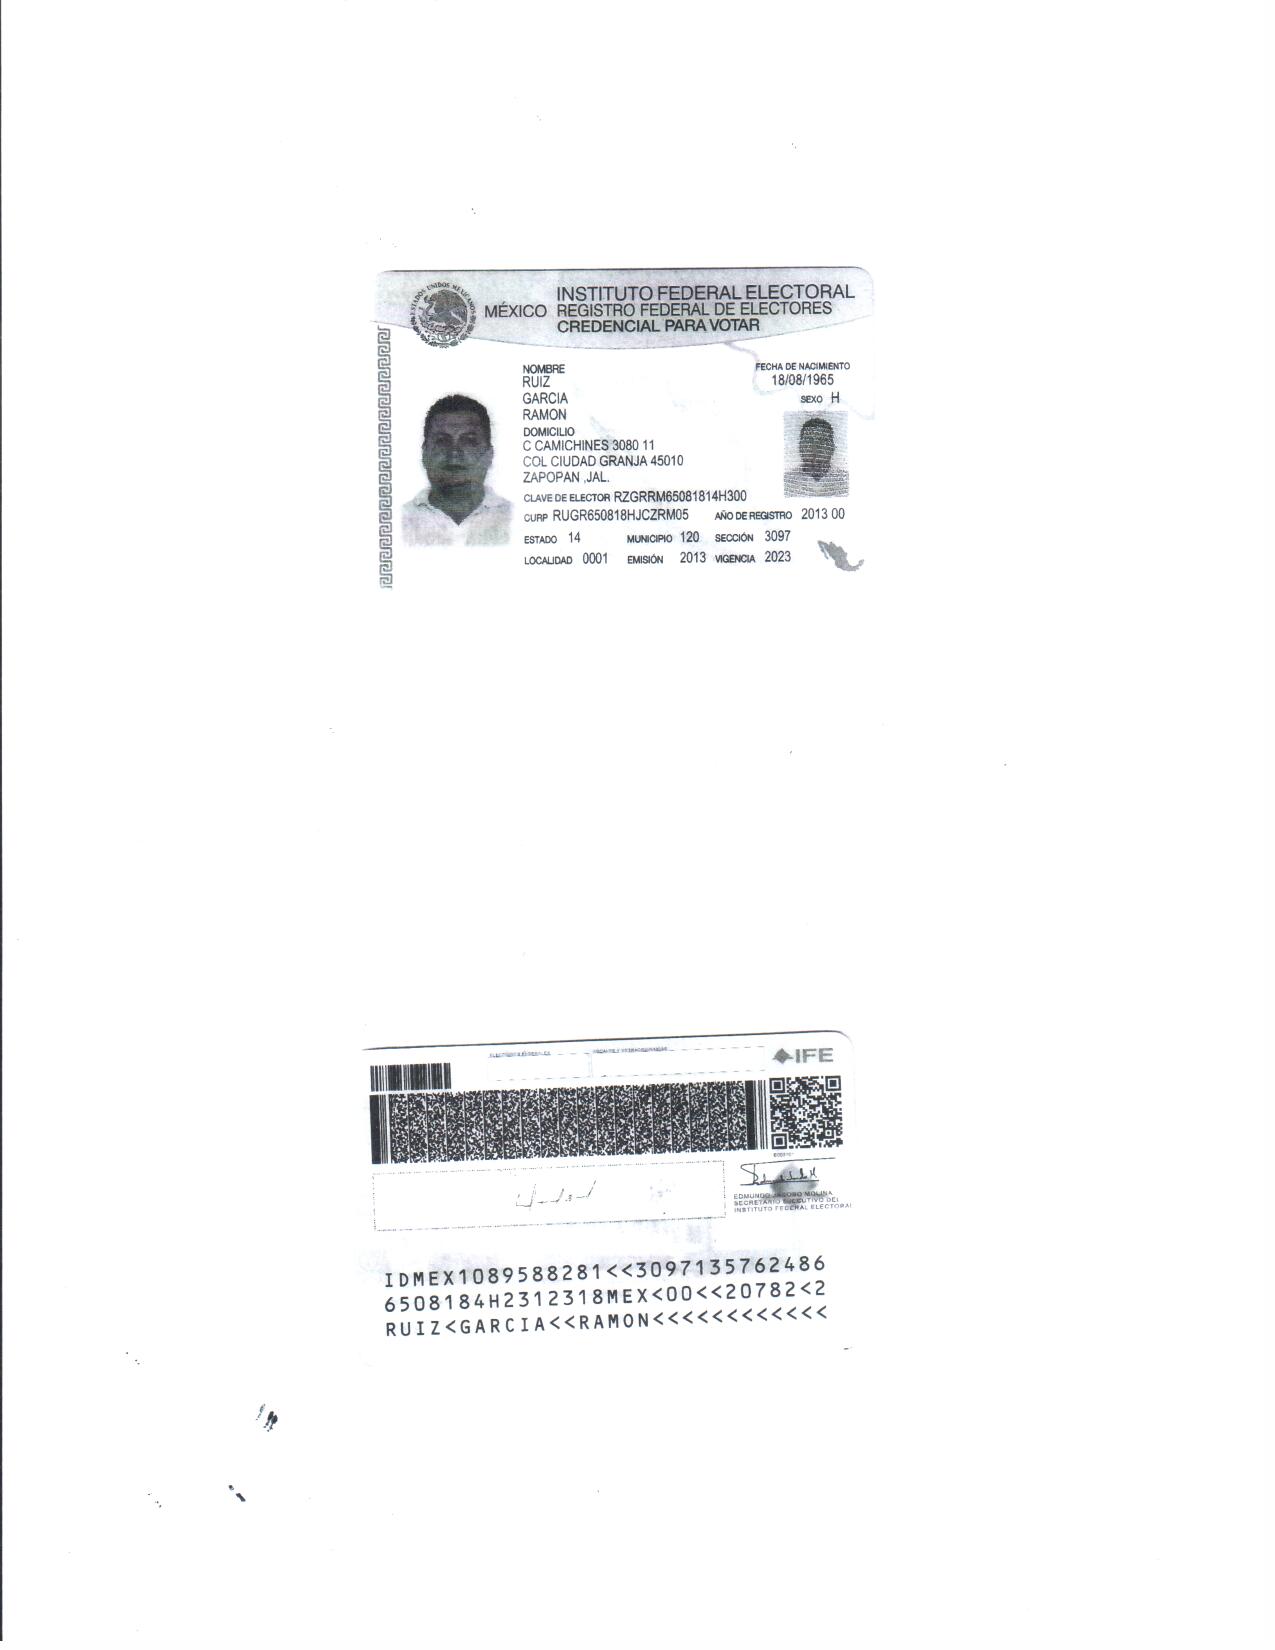 ESTADOS UNIDOS MEXICANOS
MÉXICO
INSTITUTO FEDERAL ELECTORAL
REGISTRO FEDERAL DE ELECTORES
CREDENCIAL PARA VOTAR
NOMBRE
RUIZ
GARCIA
RAMON
FECHA DE NACIMIENTO
18/08/1965
SEXO H
DOMICILIO
C CAMICHINES 3080 11
COL CIUDAD GRANJA 45010
ZAPOPAN ,JAL.
CLAVE DE ELECTOR RZGRRM65081814H300
CURP RUGR650818HJCZRM05 AÑO DE REGISTRO 2013 00
ESTADO 14 MUNICIPIO 120 SECCIÓN 3097
LOCALIDAD 0001 EMISIÓN 2013 VIGENCIA 2023
ELECCIONES FEDERALES
LOCALES Y EXTRAORDINARIAS
IFE
EDMUNDO JACOBO MOLINA
SECRETARIO EJECUTIVO DEL
INSTITUTO FEDERAL ELECTORAL
IDMEX1089588281<<3097135762486
6508184H2312318MEX<00<<20782<2
RUIZ<GARCIA<<RAMON<<<<<<<<<<<<